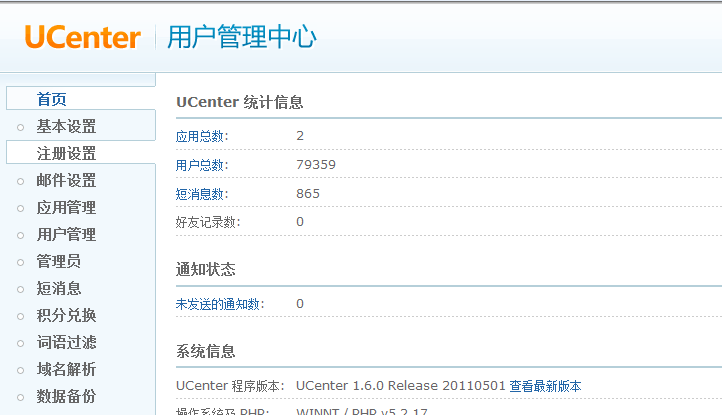 UCenter 用户管理中心
首页
基本设置
注册设置
邮件设置
应用管理
用户管理
管理员
短消息
积分兑换
词语过滤
域名解析
数据备份
UCenter 统计信息
应用总数: 2
用户总数: 79359
短消息数: 865
好友记录数: 0
通知状态
未发送的通知数: 0
系统信息
UCenter 程序版本: UCenter 1.6.0 Release 20110501 查看最新版本
操作系统及 PHP: WINNT / PHP v5.2.17